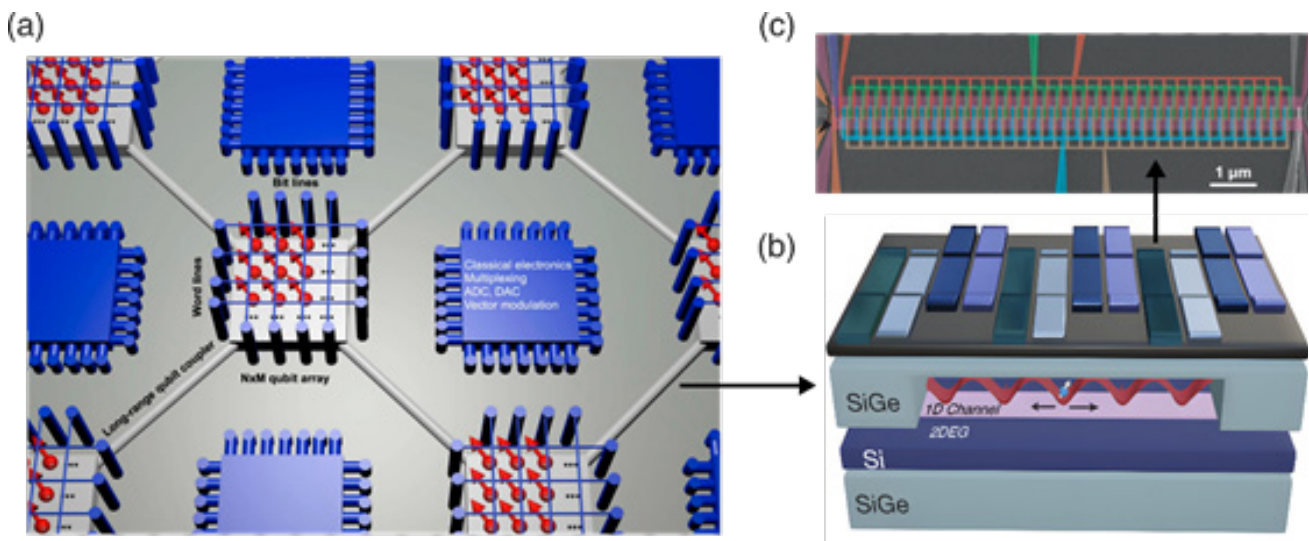 (a)
Bit lines
Word lines
Classical electronics
Multiplexing
ADC, DAC
Vector modulation
NxM qubit array
Long-range qubit coupler
(c)
1 μm
(b)
SiGe
1D Channel
2DEG
Si
SiGe